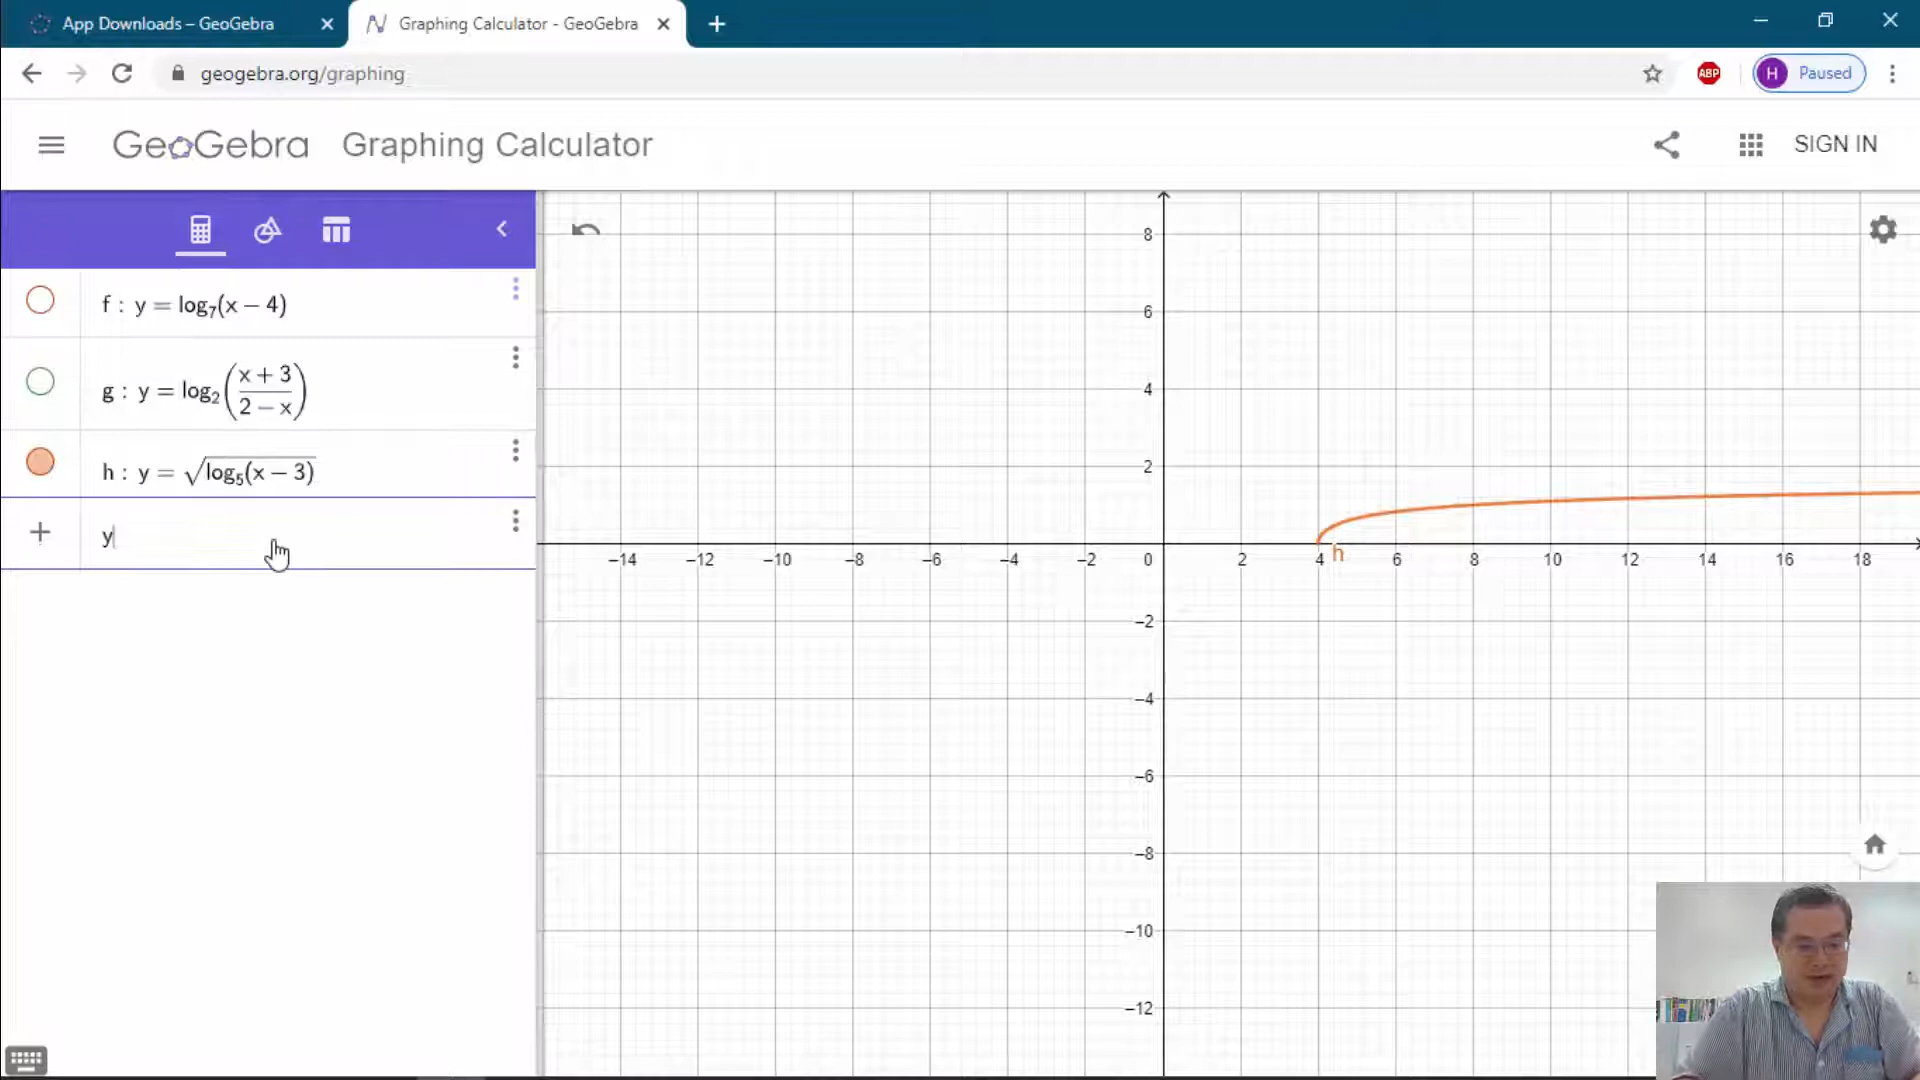 App Downloads – GeoGebra
Graphing Calculator - GeoGebra
geogebra.org/graphing
ABP
H
Paused
GeoGebra
Graphing Calculator
SIGN IN
f : y = log₇(x − 4)
g : y = log₂((x + 3)/(2 − x))
h : y = √log₅(x − 3)
y
8
6
4
2
−14 −12 −10 −8 −6 −4 −2 0 2 4 6 8 10 12 14 16 18
h
−2
−4
−6
−8
−10
−12